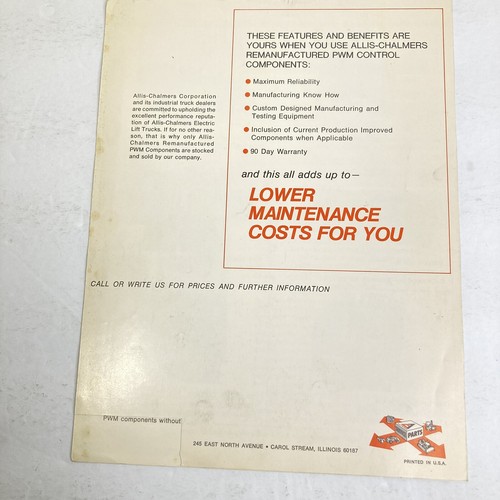 THESE FEATURES AND BENEFITS ARE
YOURS WHEN YOU USE ALLIS-CHALMERS
REMANUFACTURED PWM CONTROL
COMPONENTS:
Maximum Reliability
Manufacturing Know How
Custom Designed Manufacturing and
Testing Equipment
Inclusion of Current Production Improved
Components when Applicable
90 Day Warranty
and this all adds up to—
LOWER
MAINTENANCE
COSTS FOR YOU
Allis-Chalmers Corporation
and its industrial truck dealers
are committed to upholding the
excellent performance reputa-
tion of Allis-Chalmers Electric
Lift Trucks. If for no other rea-
son, that is why only Allis-
Chalmers Remanufactured
PWM Components are stocked
and sold by our company.
CALL OR WRITE US FOR PRICES AND FURTHER INFORMATION
PWM components without
245 EAST NORTH AVENUE • CAROL STREAM, ILLINOIS 60187
PARTS
PRINTED IN U.S.A.